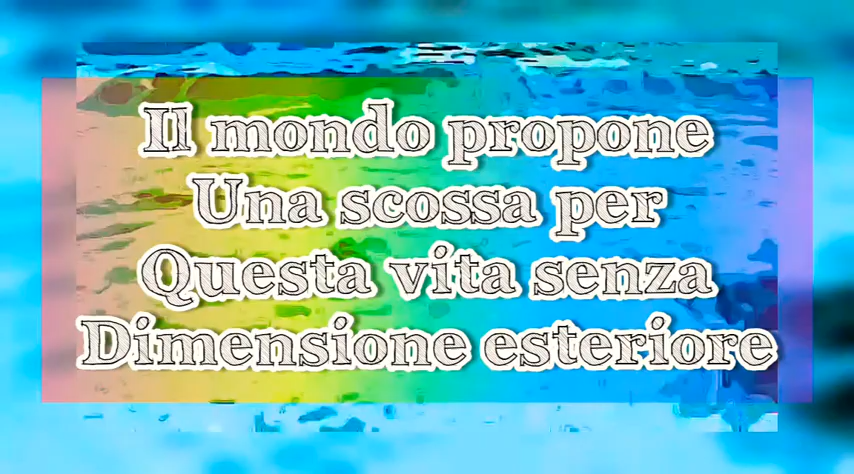 Il mondo propone
Una scossa per
Questa vita senza
Dimensione esteriore